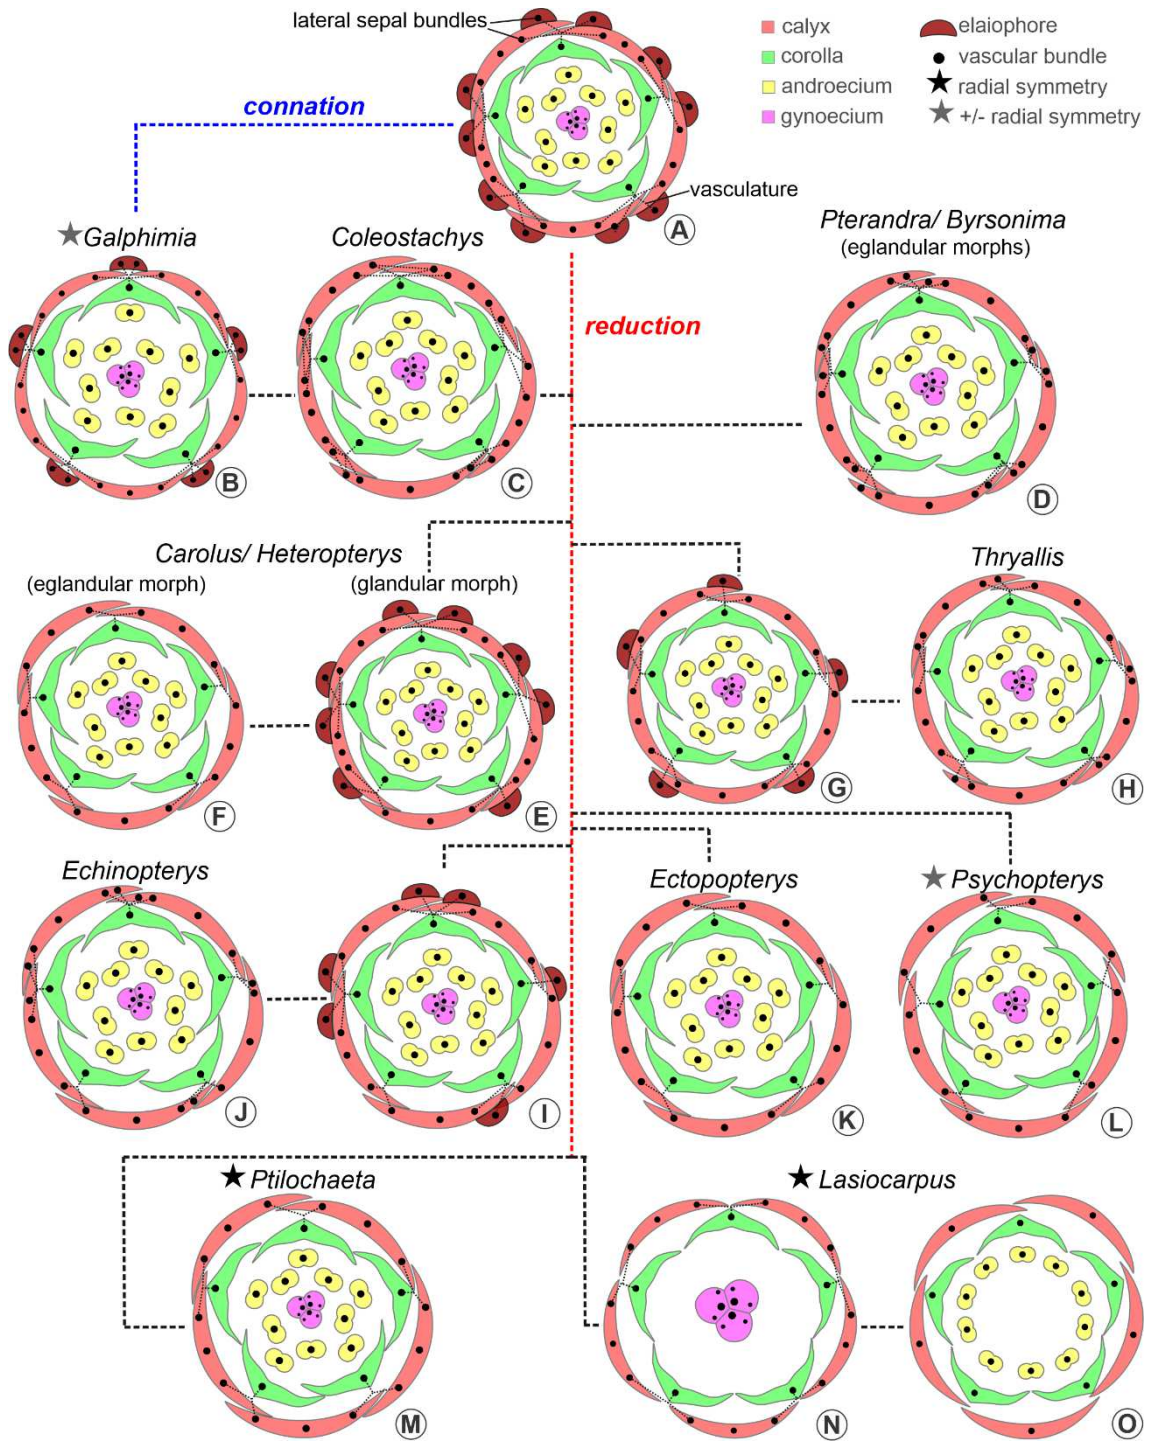 lateral sepal bundles
calyx
corolla
androecium
gynoecium
elaiophore
vascular bundle
radial symmetry
+/- radial symmetry
connation
vasculature
A
Galphimia
Coleostachys
Pterandra/ Byrsonima
(eglandular morphs)
reduction
B
C
D
Carolus/ Heteropterys
(eglandular morph)
(glandular morph)
Thryallis
F
E
G
H
Echinopterys
Ectopopterys
Psychopterys
J
I
K
L
Ptilochaeta
Lasiocarpus
M
N
O